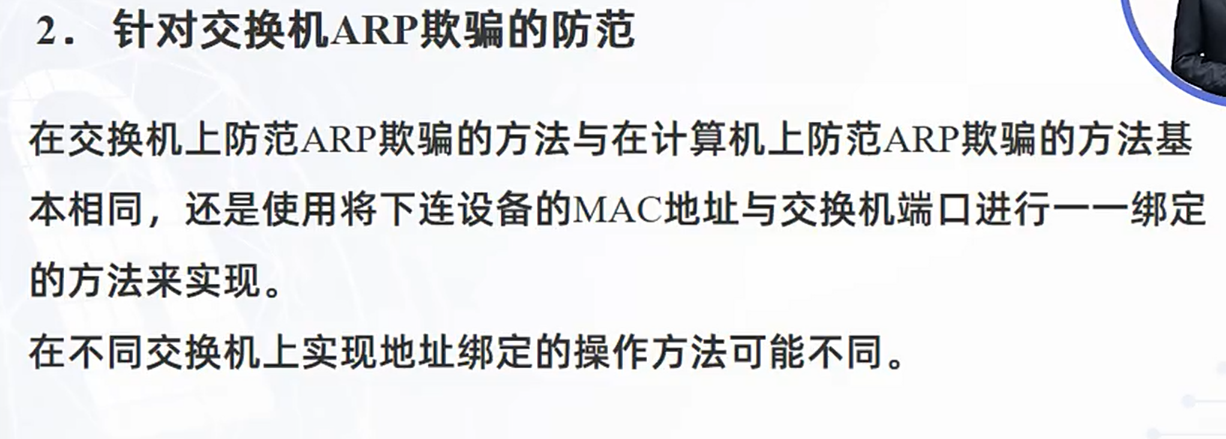 2． 针对交换机ARP欺骗的防范
在交换机上防范ARP欺骗的方法与在计算机上防范ARP欺骗的方法基
本相同，还是使用将下连设备的MAC地址与交换机端口进行一一绑定
的方法来实现。
在不同交换机上实现地址绑定的操作方法可能不同。